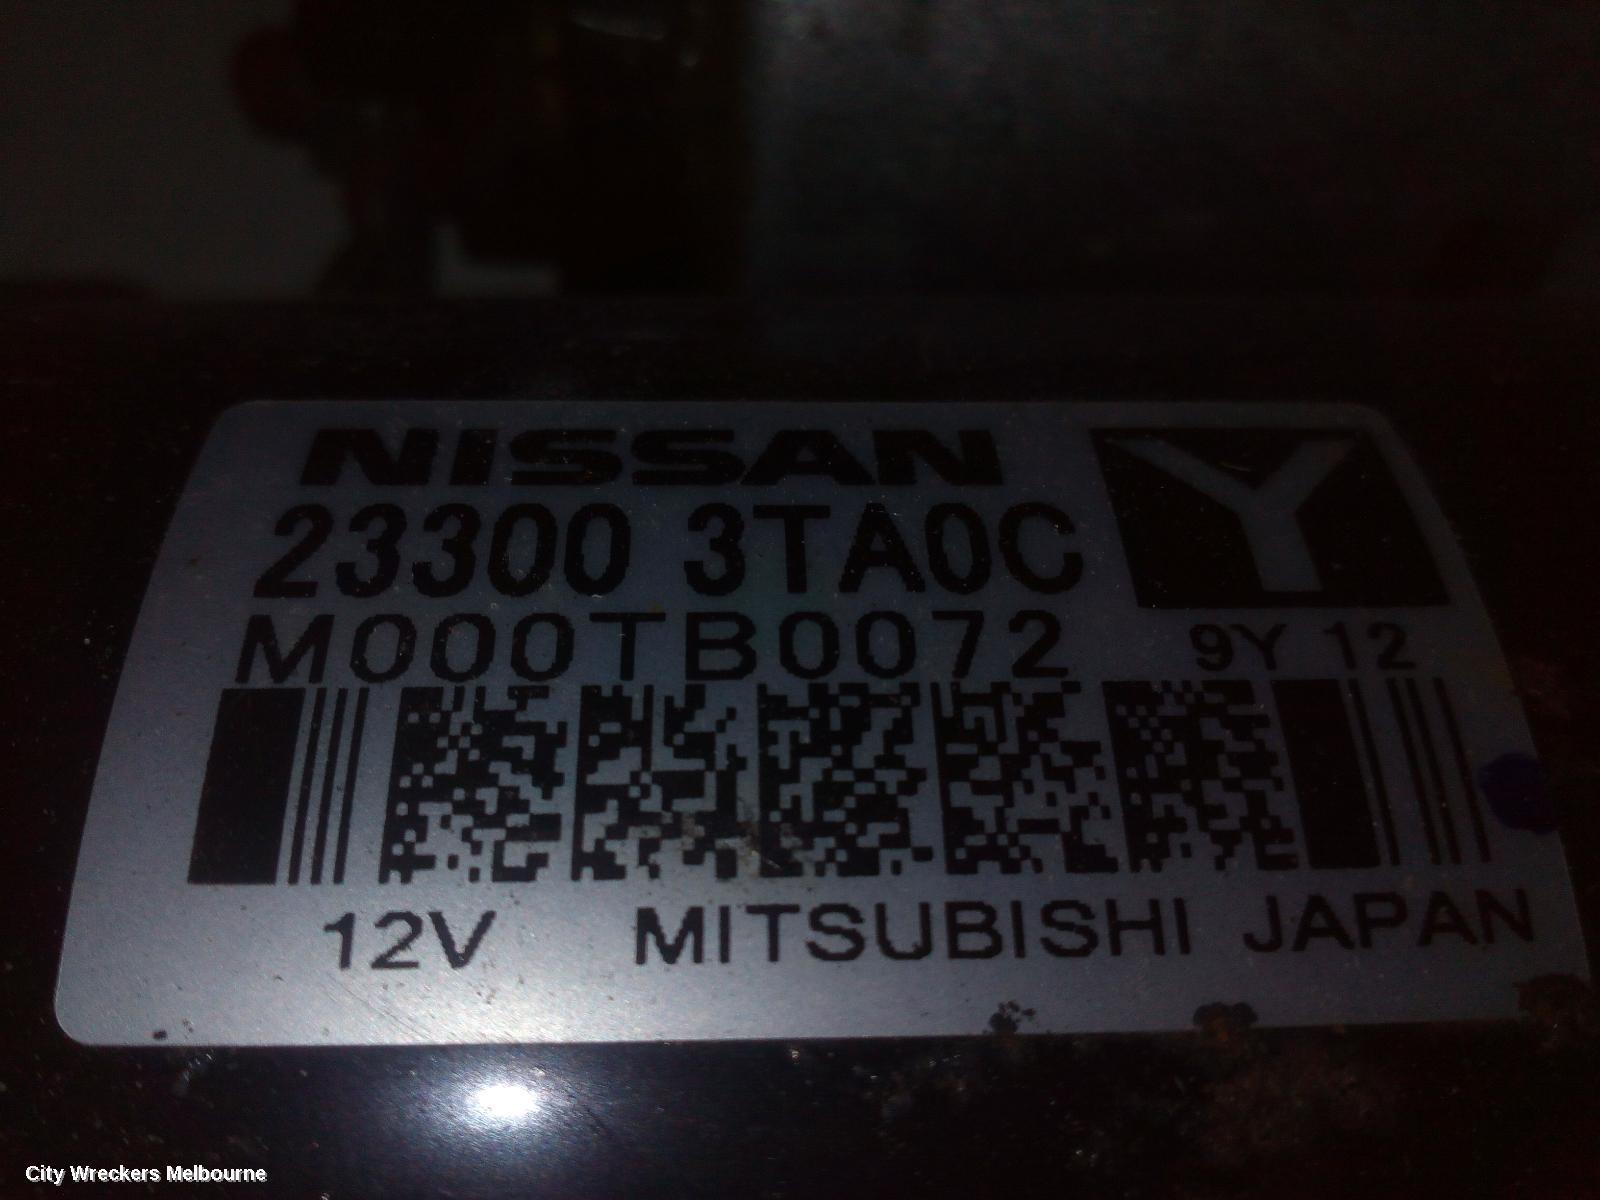 NISSAN
23300 3TA0C
Y
M000TB0072
9Y 12
12V MITSUBISHI JAPAN
City Wreckers Melbourne